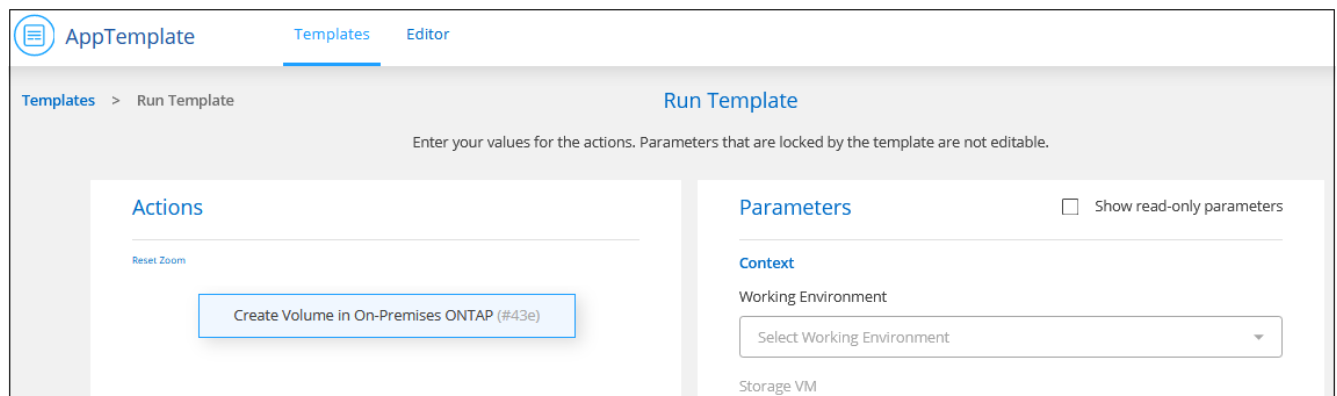 AppTemplate
Templates
Editor
Templates > Run Template
Run Template
Enter your values for the actions. Parameters that are locked by the template are not editable.
Actions
Reset Zoom
Create Volume in On-Premises ONTAP (#43e)
Parameters
Show read-only parameters
Context
Working Environment
Select Working Environment
Storage VM